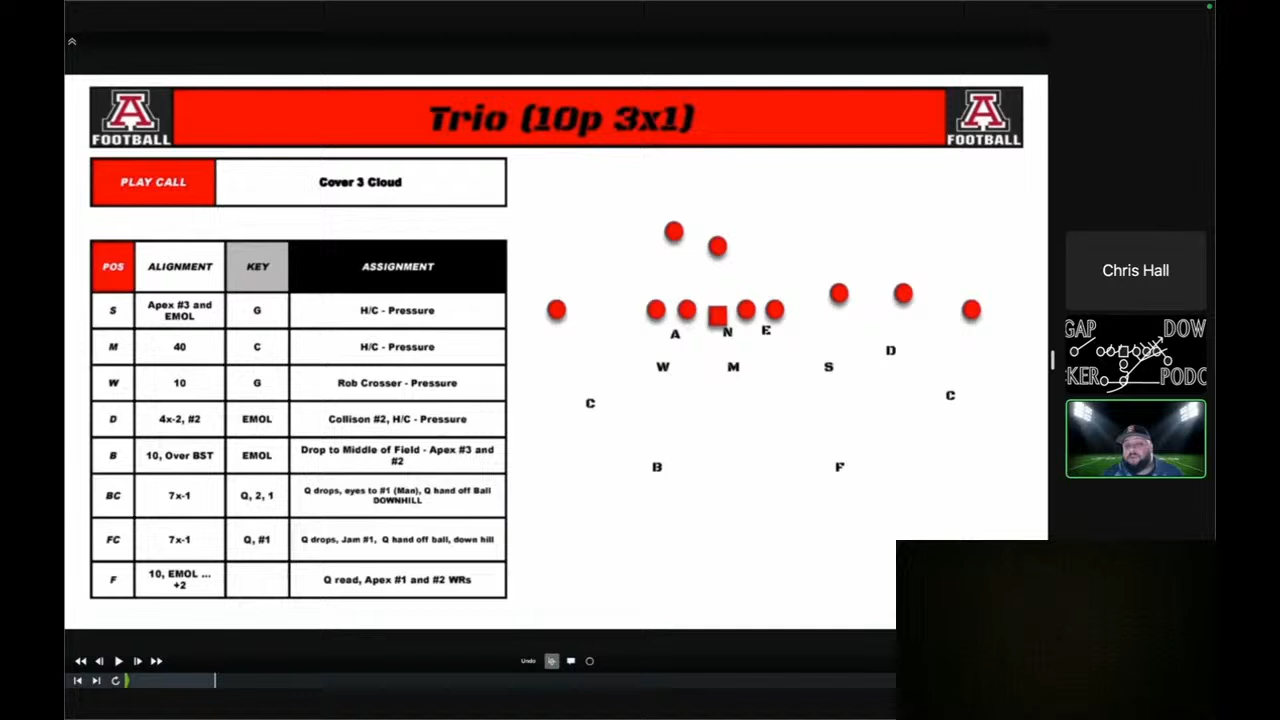 A
FOOTBALL
Trio (10p 3x1)
A
FOOTBALL
PLAY CALL
Cover 3 Cloud
POS ALIGNMENT KEY ASSIGNMENT
S Apex #3 and EMOL G H/C - Pressure
M 40 C H/C - Pressure
W 10 G Rob Crosser - Pressure
D 4x-2, #2 EMOL Collison #2, H/C - Pressure
B 10, Over BST EMOL Drop to Middle of Field - Apex #3 and #2
BC 7x-1 Q, 2, 1 Q drops, eyes to #1 (Man), Q hand off Ball DOWNHILL
FC 7x-1 Q, #1 Q drops, Jam #1, Q hand off ball, down hill
F 10, EMOL ... +2 Q read, Apex #1 and #2 WRs
A N E
D
W M S
C C
B F
Chris Hall
GAP DOW
CKER PODC
Undo